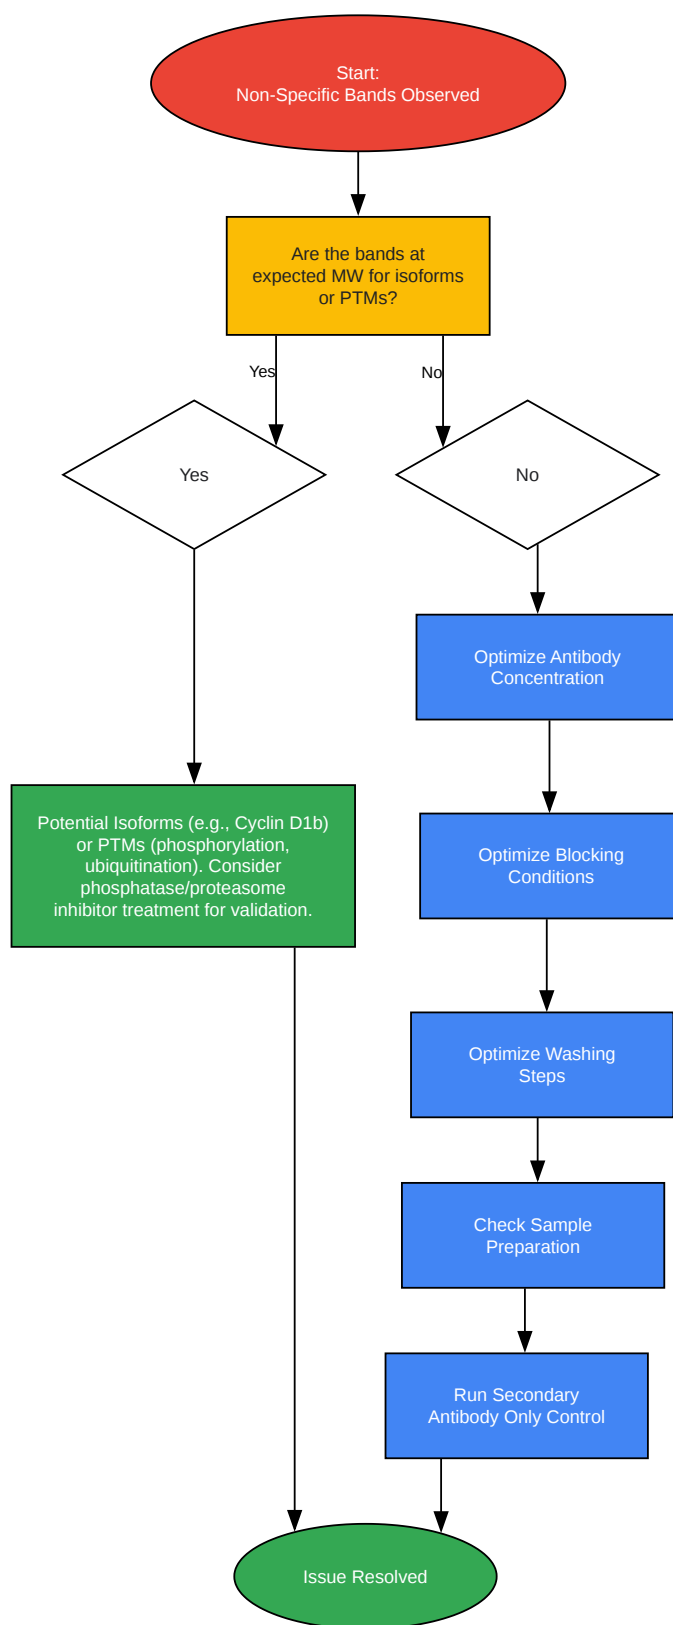 Start:
Non-Specific Bands Observed
Are the bands at
expected MW for isoforms
or PTMs?
Yes
No
Yes
No
Optimize Antibody
Concentration
Potential Isoforms (e.g., Cyclin D1b)
or PTMs (phosphorylation,
ubiquitination). Consider
phosphatase/proteasome
inhibitor treatment for validation.
Optimize Blocking
Conditions
Optimize Washing
Steps
Check Sample
Preparation
Run Secondary
Antibody Only Control
Issue Resolved